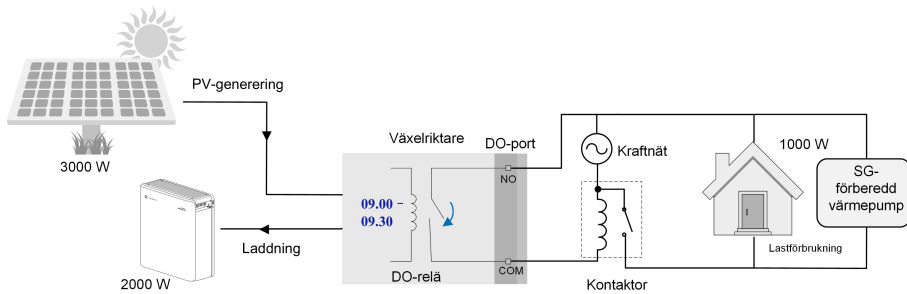 PV-generering
3000 W
Växelriktare
DO-port
NO
Kraftnät
1000 W
SG-
förberedd
värmepump
09.00
09.30
Laddning
DO-relä
COM
Lastförbrukning
2000 W
Kontaktor